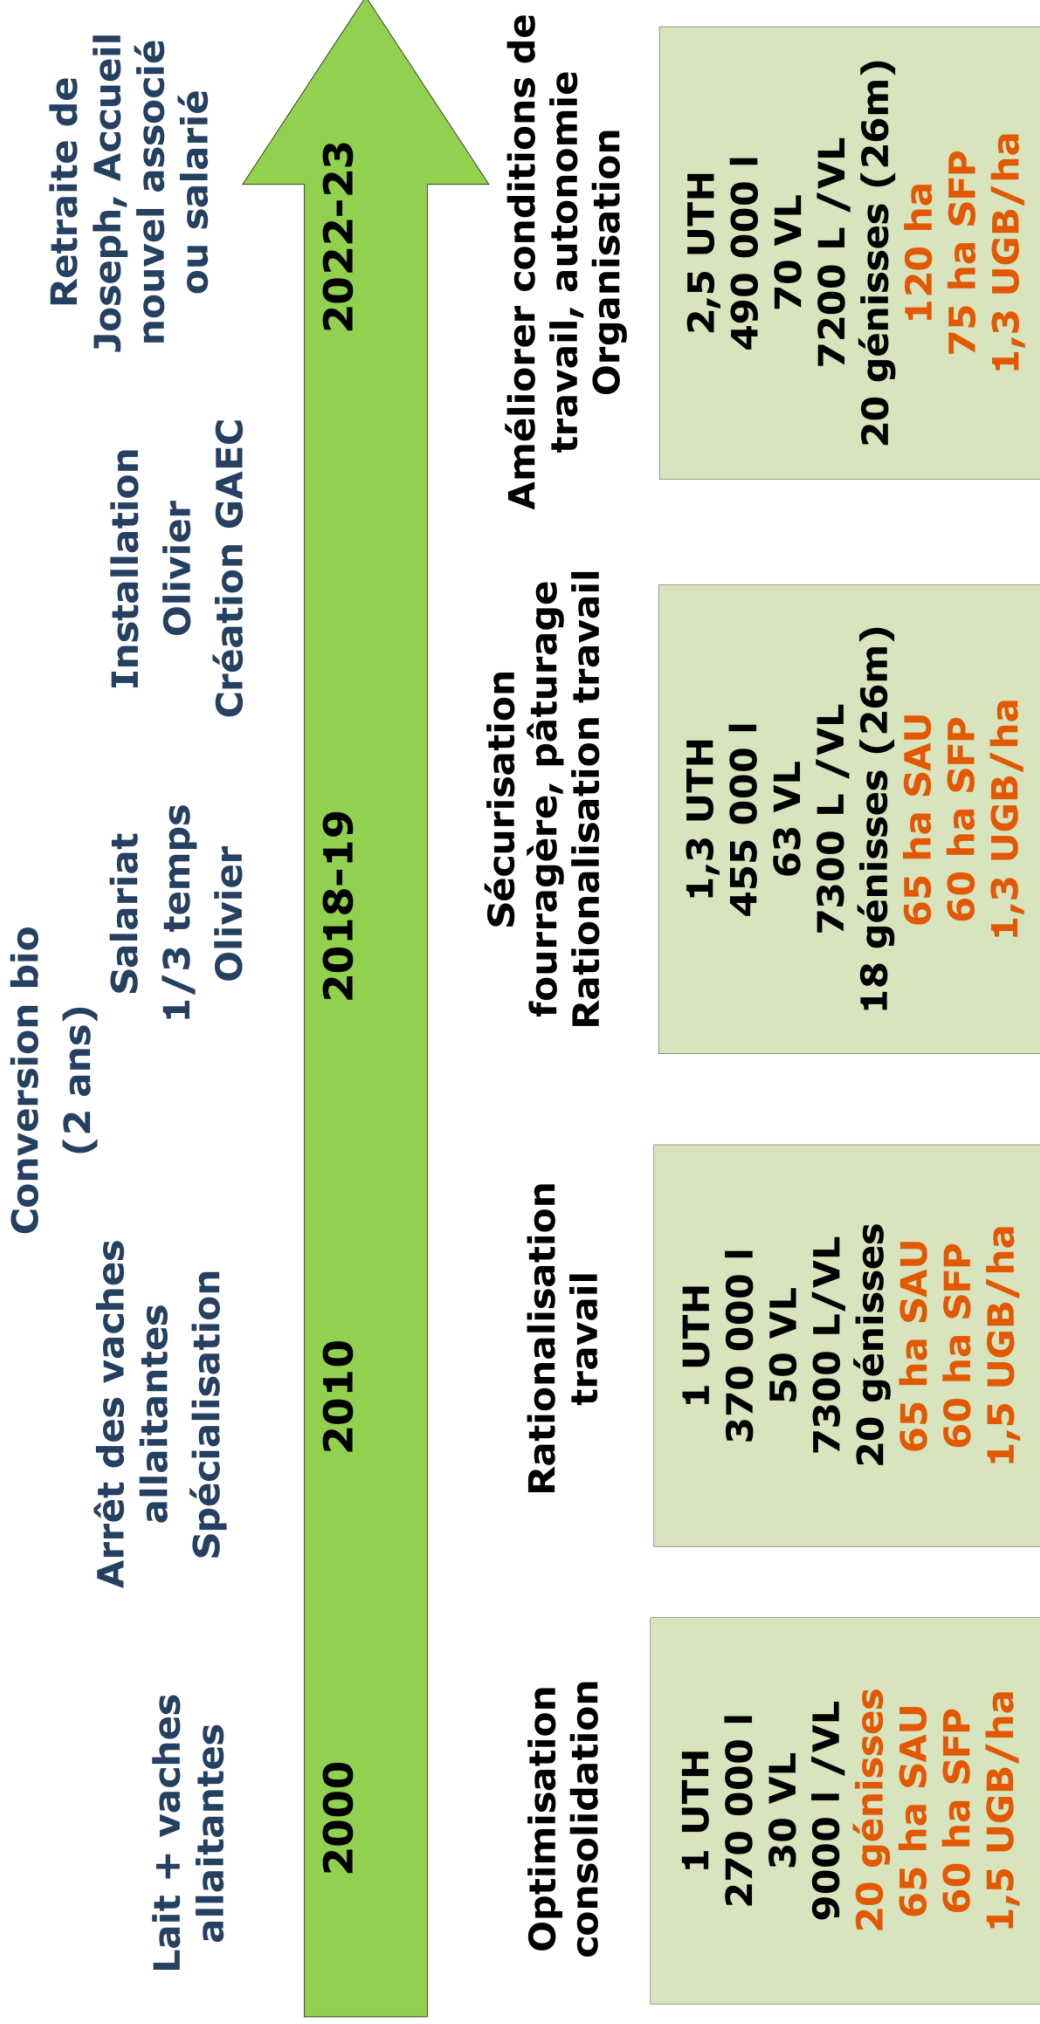 Conversion bio
(2 ans)
Lait + vaches
allaitantes
Arrêt des vaches
allaitantes
Spécialisation
Salariat
1/3 temps
Olivier
Installation
Olivier
Création GAEC
Retraite de
Joseph, Accueil
nouvel associé
ou salarié
2000
2010
2018-19
2022-23
Optimisation
consolidation
Rationalisation
travail
Sécurisation
fourragère, pâturage
Rationalisation travail
Améliorer conditions de
travail, autonomie
Organisation
1 UTH
270 000 l
30 VL
9000 l /VL
20 génisses
65 ha SAU
60 ha SFP
1,5 UGB/ha
1 UTH
370 000 l
50 VL
7300 L/VL
20 génisses
65 ha SAU
60 ha SFP
1,5 UGB/ha
1,3 UTH
455 000 l
63 VL
7300 L /VL
18 génisses (26m)
65 ha SAU
60 ha SFP
1,3 UGB/ha
2,5 UTH
490 000 l
70 VL
7200 L /VL
20 génisses (26m)
120 ha
75 ha SFP
1,3 UGB/ha